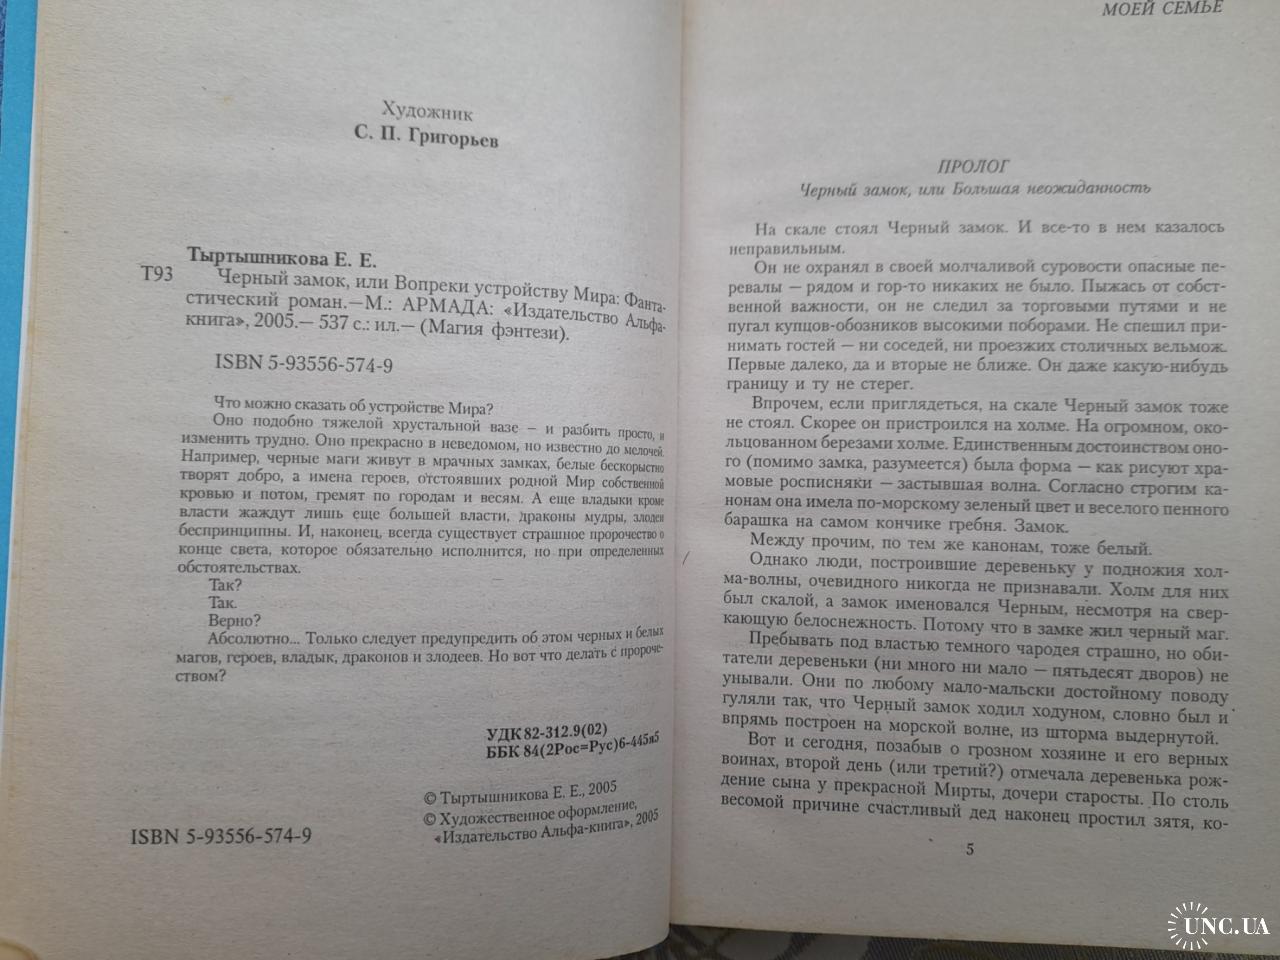 Художник
С. П. Григорьев
Тыртышникова Е. Е.
Т93
Черный замок, или Вопреки устройству Мира: Фанта-
стический роман.— М.: АРМАДА: «Издательство Альфа-
книга», 2005.— 537 с.: ил.— (Магия фэнтези).
ISBN 5-93556-574-9
Что можно сказать об устройстве Мира?
Оно подобно тяжелой хрустальной вазе – и разбить просто, и
изменить трудно. Оно прекрасно в неведомом, но известно до мелочей.
Например, черные маги живут в мрачных замках, белые бескорыстно
творят добро, а имена героев, отстоявших родной Мир собственной
кровью и потом, гремят по городам и весям. А еще владыки кроме
власти жаждут лишь еще большей власти, драконы мудры, злодеи
беспринципны. И, наконец, всегда существует страшное пророчество о
конце света, которое обязательно исполнится, но при определенных
обстоятельствах.
Так?
Так.
Верно?
Абсолютно... Только следует предупредить об этом черных и белых
магов, героев, владык, драконов и злодеев. Но вот что делать с пророче-
ством?
УДК 82-312.9(02)
ББК 84(2Рос=Рус)6-445я5
© Тыртышникова Е. Е., 2005
© Художественное оформление,
«Издательство Альфа-книга», 2005
ISBN 5-93556-574-9
МОЕЙ СЕМЬЕ
ПРОЛОГ
Черный замок, или Большая неожиданность
На скале стоял Черный замок. И все-то в нем казалось
неправильным.
Он не охранял в своей молчаливой суровости опасные пе-
ревалы – рядом и гор-то никаких не было. Пыжась от собст-
венной важности, он не следил за торговыми путями и не
пугал купцов-обозников высокими поборами. Не спешил при-
нимать гостей – ни соседей, ни проезжих столичных вельмож.
Первые далеко, да и вторые не ближе. Он даже какую-нибудь
границу и ту не стерег.
Впрочем, если приглядеться, на скале Черный замок тоже
не стоял. Скорее он пристроился на холме. На огромном, око-
льцованном березами холме. Единственным достоинством оно-
го (помимо замка, разумеется) была форма – как рисуют хра-
мовые росписняки – застывшая волна. Согласно строгим ка-
нонам она имела по-морскому зеленый цвет и веселого пенного
барашка на самом кончике гребня. Замок.
Между прочим, по тем же канонам, тоже белый.
Однако люди, построившие деревеньку у подножия хол-
ма-волны, очевидного никогда не признавали. Холм для них
был скалой, а замок именовался Черным, несмотря на свер-
кающую белоснежность. Потому что в замке жил черный маг.
Пребывать под властью темного чародея страшно, но оби-
татели деревеньки (ни много ни мало – пятьдесят дворов) не
унывали. Они по любому мало-мальски достойному поводу
гуляли так, что Черный замок ходил ходуном, словно был и
впрямь построен на морской волне, из шторма выдернутой.
Вот и сегодня, позабыв о грозном хозяине и его верных
воинах, второй день (или третий?) отмечала деревенька рож-
дение сына у прекрасной Мирты, дочери старосты. По столь
весомой причине счастливый дед наконец простил зятя, ко-
5
UNC.UA